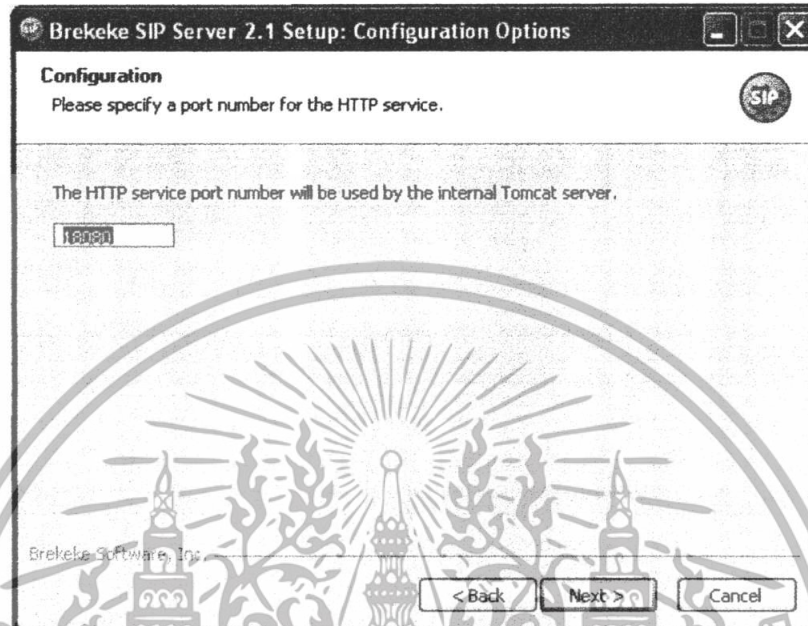 Brekeke SIP Server 2.1 Setup: Configuration Options
Configuration
Please specify a port number for the HTTP service.
SIP
The HTTP service port number will be used by the internal Tomcat server.
18080
Brekeke Software, Inc.
< Back
Next >
Cancel